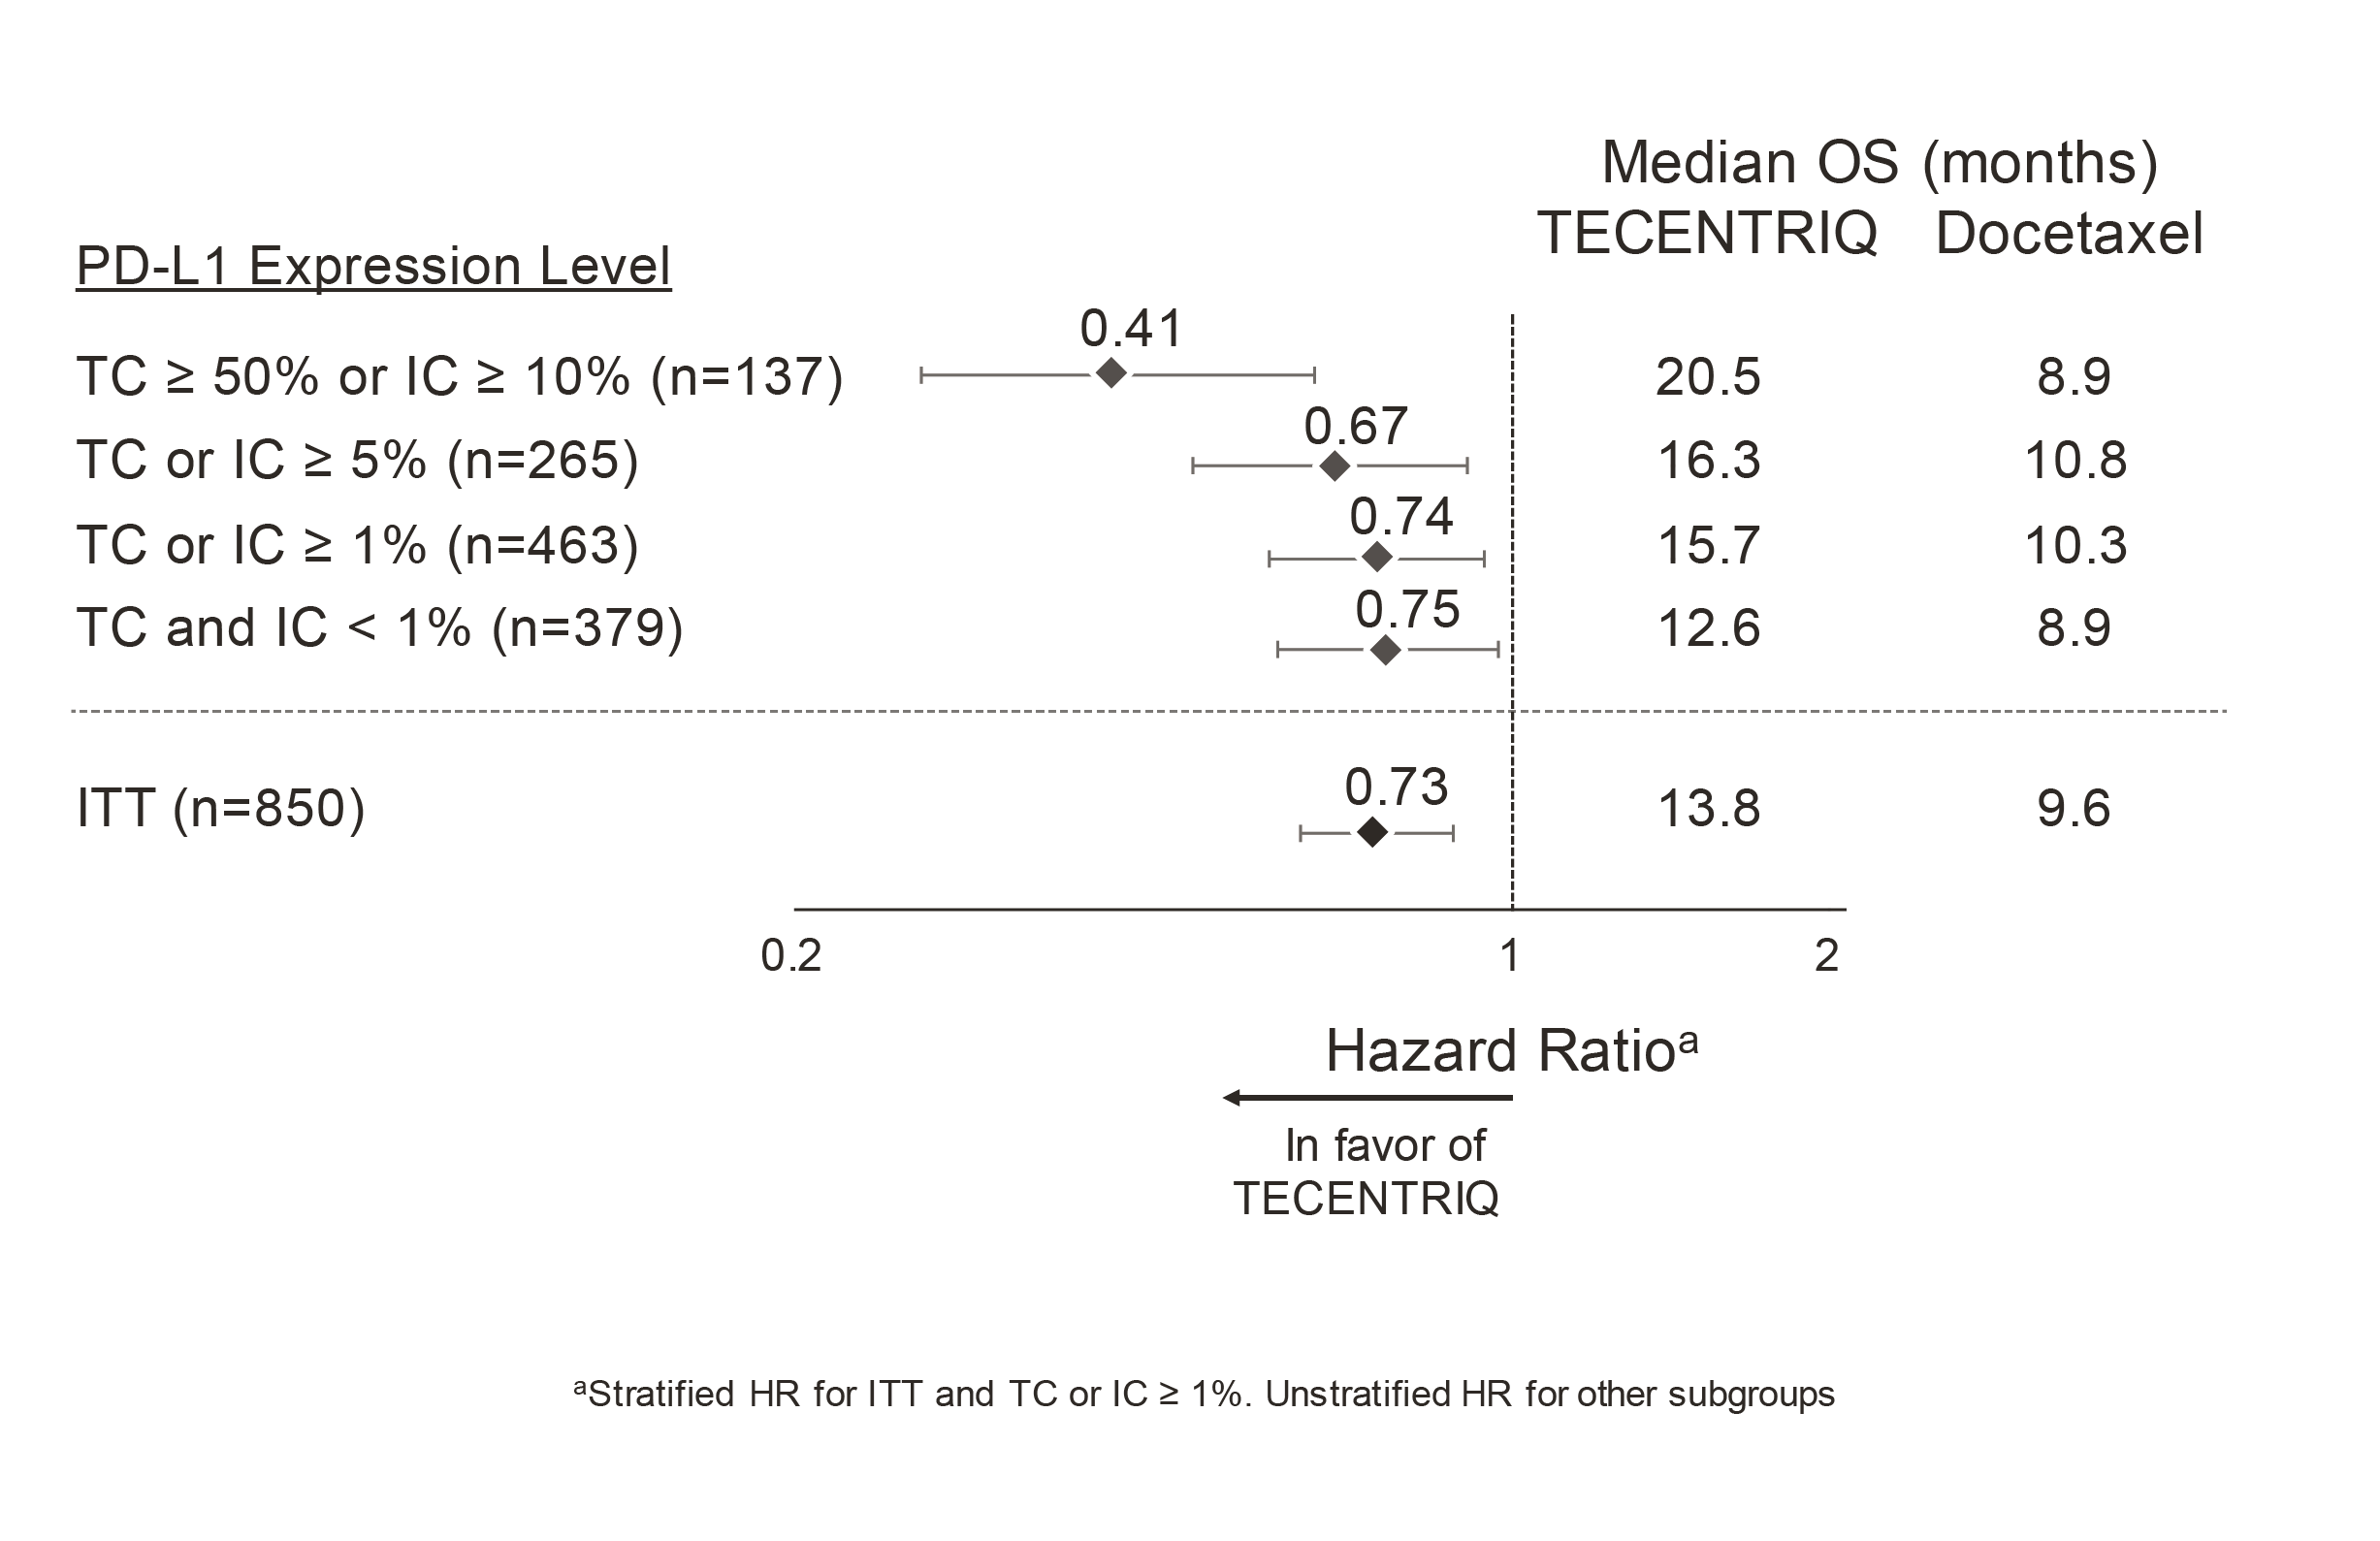 Median OS (months)
TECENTRIQ Docetaxel
PD-L1 Expression Level
0.41
TC ≥ 50% or IC ≥ 10% (n=137) 20.5 8.9
0.67
TC or IC ≥ 5% (n=265) 16.3 10.8
0.74
TC or IC ≥ 1% (n=463) 15.7 10.3
0.75
TC and IC < 1% (n=379) 12.6 8.9
0.73
ITT (n=850) 13.8 9.6
0.2 1 2
Hazard Ratioᵃ
In favor of
TECENTRIQ
ᵃStratified HR for ITT and TC or IC ≥ 1%. Unstratified HR for other subgroups